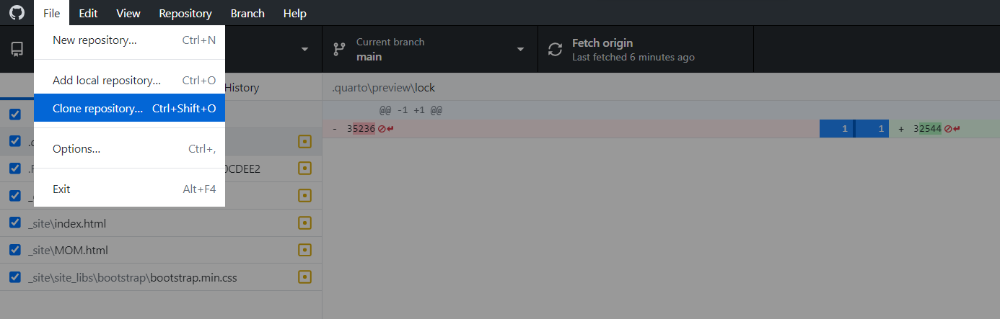 File Edit View Repository Branch Help
New repository... Ctrl+N
Add local repository... Ctrl+O
Clone repository... Ctrl+Shift+O
Options... Ctrl+,
Exit Alt+F4
Current branch
main
Fetch origin
Last fetched 6 minutes ago
History
.quarto\preview\lock
@@ -1 +1 @@
- 35236
1 1 + 32544
0CDEE2
_site\index.html
_site\MOM.html
_site\site_libs\bootstrap\bootstrap.min.css